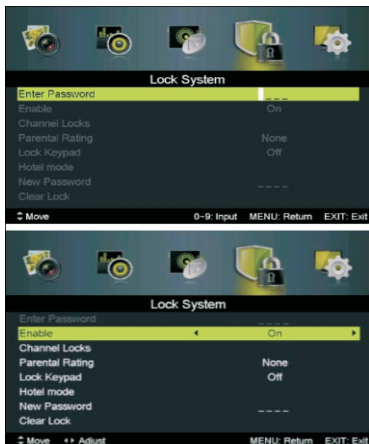 Lock System
Enter Password _ _ _
Enable On
Channel Locks
Parental Rating None
Lock Keypad Off
Hotel mode
New Password _ _ _ _
Clear Lock
Move 0~9: Input MENU: Return EXIT: Exit
Lock System
Enter Password _ _ _ _
Enable On
Channel Locks
Parental Rating None
Lock Keypad Off
Hotel mode
New Password _ _ _ _
Clear Lock
Move Adjust MENU: Return EXIT: Exit